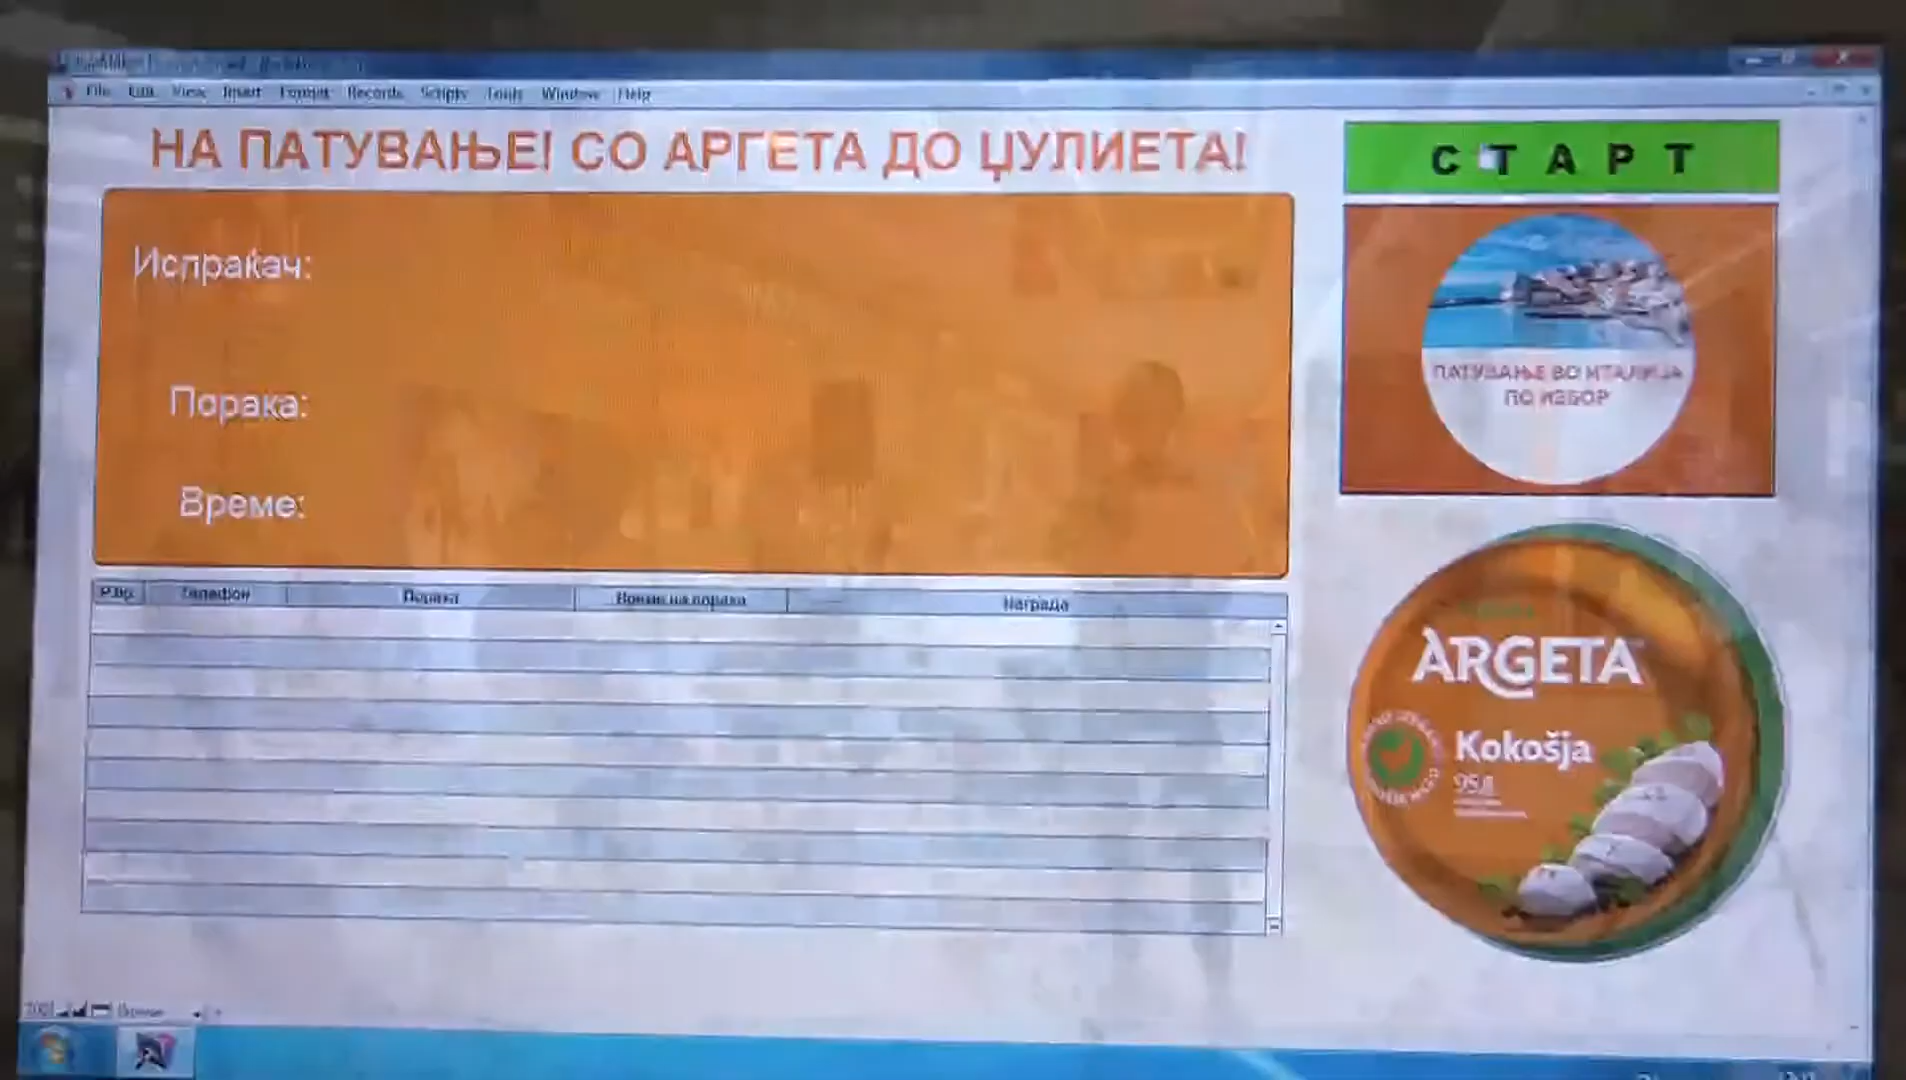 File Edit View Insert Format Records Scripts Tools Window Help
НА ПАТУВАЊЕ! СО АРГЕТА ДО ЏУЛИЕТА!
СТАРТ
Испраќач:
Порака:
Време:
ПАТУВАЊЕ ВО ИТАЛИЈА
ПО ИЗБОР
Р.бр. Телефон Порака Време на порака Награда
ARGETA
Kokošja
95g